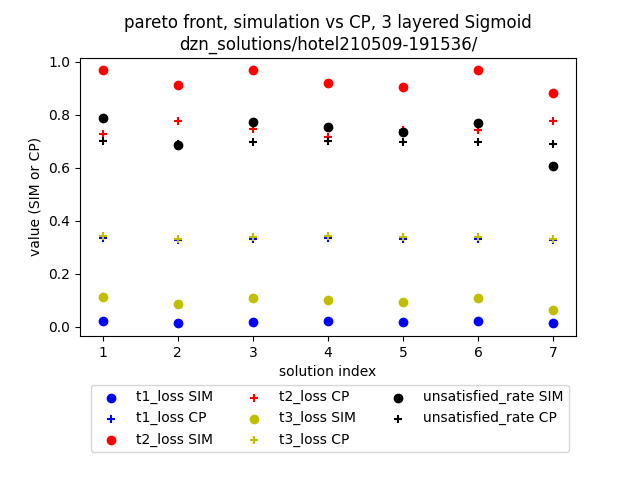 pareto front, simulation vs CP, 3 layered Sigmoid
dzn_solutions/hotel210509-191536/
1.0
0.8
0.6
0.4
0.2
0.0
value (SIM or CP)
1 2 3 4 5 6 7
solution index
t1_loss SIM t2_loss CP unsatisfied_rate SIM
t1_loss CP t3_loss SIM unsatisfied_rate CP
t2_loss SIM t3_loss CP